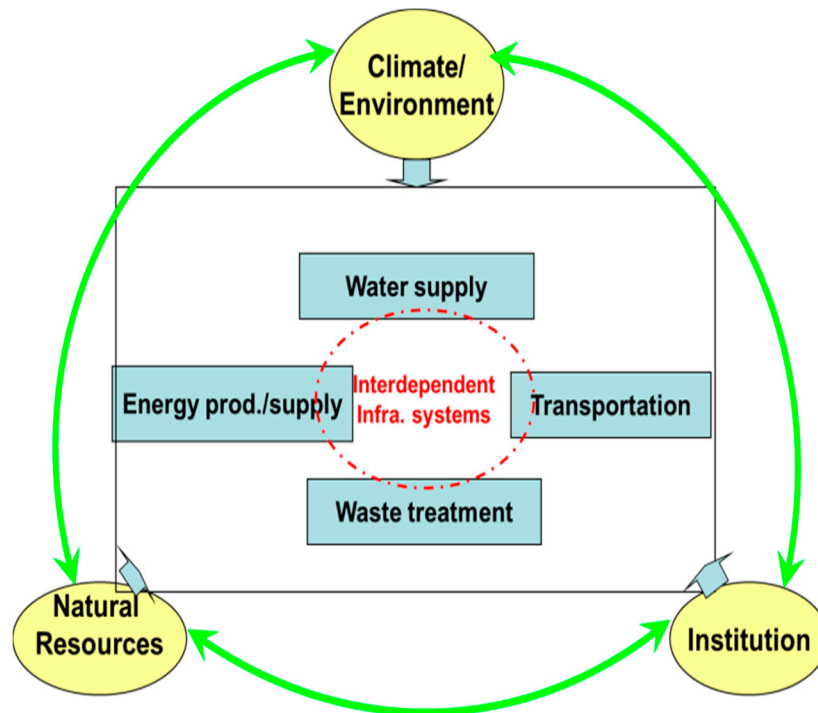 Climate/
Environment
Water supply
Energy prod./supply
Interdependent
Infra. systems
Transportation
Waste treatment
Natural
Resources
Institution